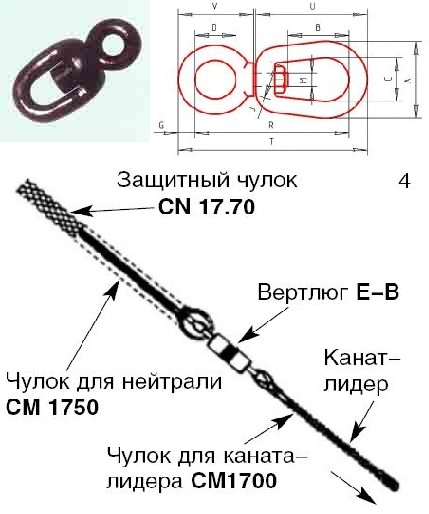 V U
D B
J M C A
G R
T
Защитный чулок 4
CN 17.70
Вертлюг E–B
Канат–
лидер
Чулок для нейтрали
CM 1750
Чулок для каната–
лидера CM1700